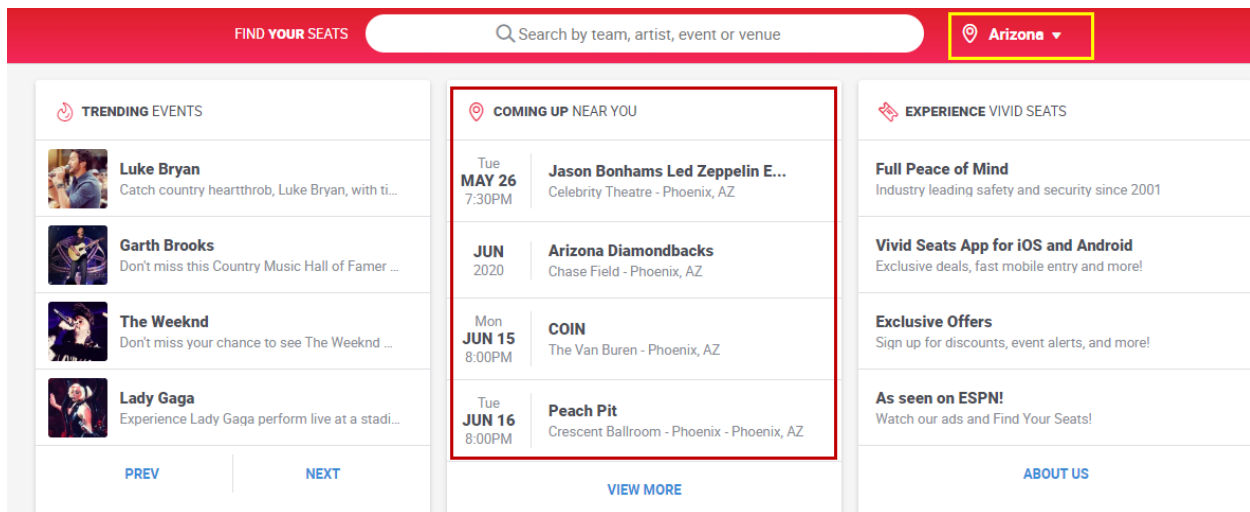 FIND YOUR SEATS
Search by team, artist, event or venue
Arizona
TRENDING EVENTS
Luke Bryan
Catch country heartthrob, Luke Bryan, with ti...
Garth Brooks
Don't miss this Country Music Hall of Famer ...
The Weeknd
Don't miss your chance to see The Weeknd ...
Lady Gaga
Experience Lady Gaga perform live at a stadi...
PREV
NEXT
COMING UP NEAR YOU
Tue
MAY 26
7:30PM
Jason Bonhams Led Zeppelin E...
Celebrity Theatre - Phoenix, AZ
JUN
2020
Arizona Diamondbacks
Chase Field - Phoenix, AZ
Mon
JUN 15
8:00PM
COIN
The Van Buren - Phoenix, AZ
Tue
JUN 16
8:00PM
Peach Pit
Crescent Ballroom - Phoenix - Phoenix, AZ
VIEW MORE
EXPERIENCE VIVID SEATS
Full Peace of Mind
Industry leading safety and security since 2001
Vivid Seats App for iOS and Android
Exclusive deals, fast mobile entry and more!
Exclusive Offers
Sign up for discounts, event alerts, and more!
As seen on ESPN!
Watch our ads and Find Your Seats!
ABOUT US